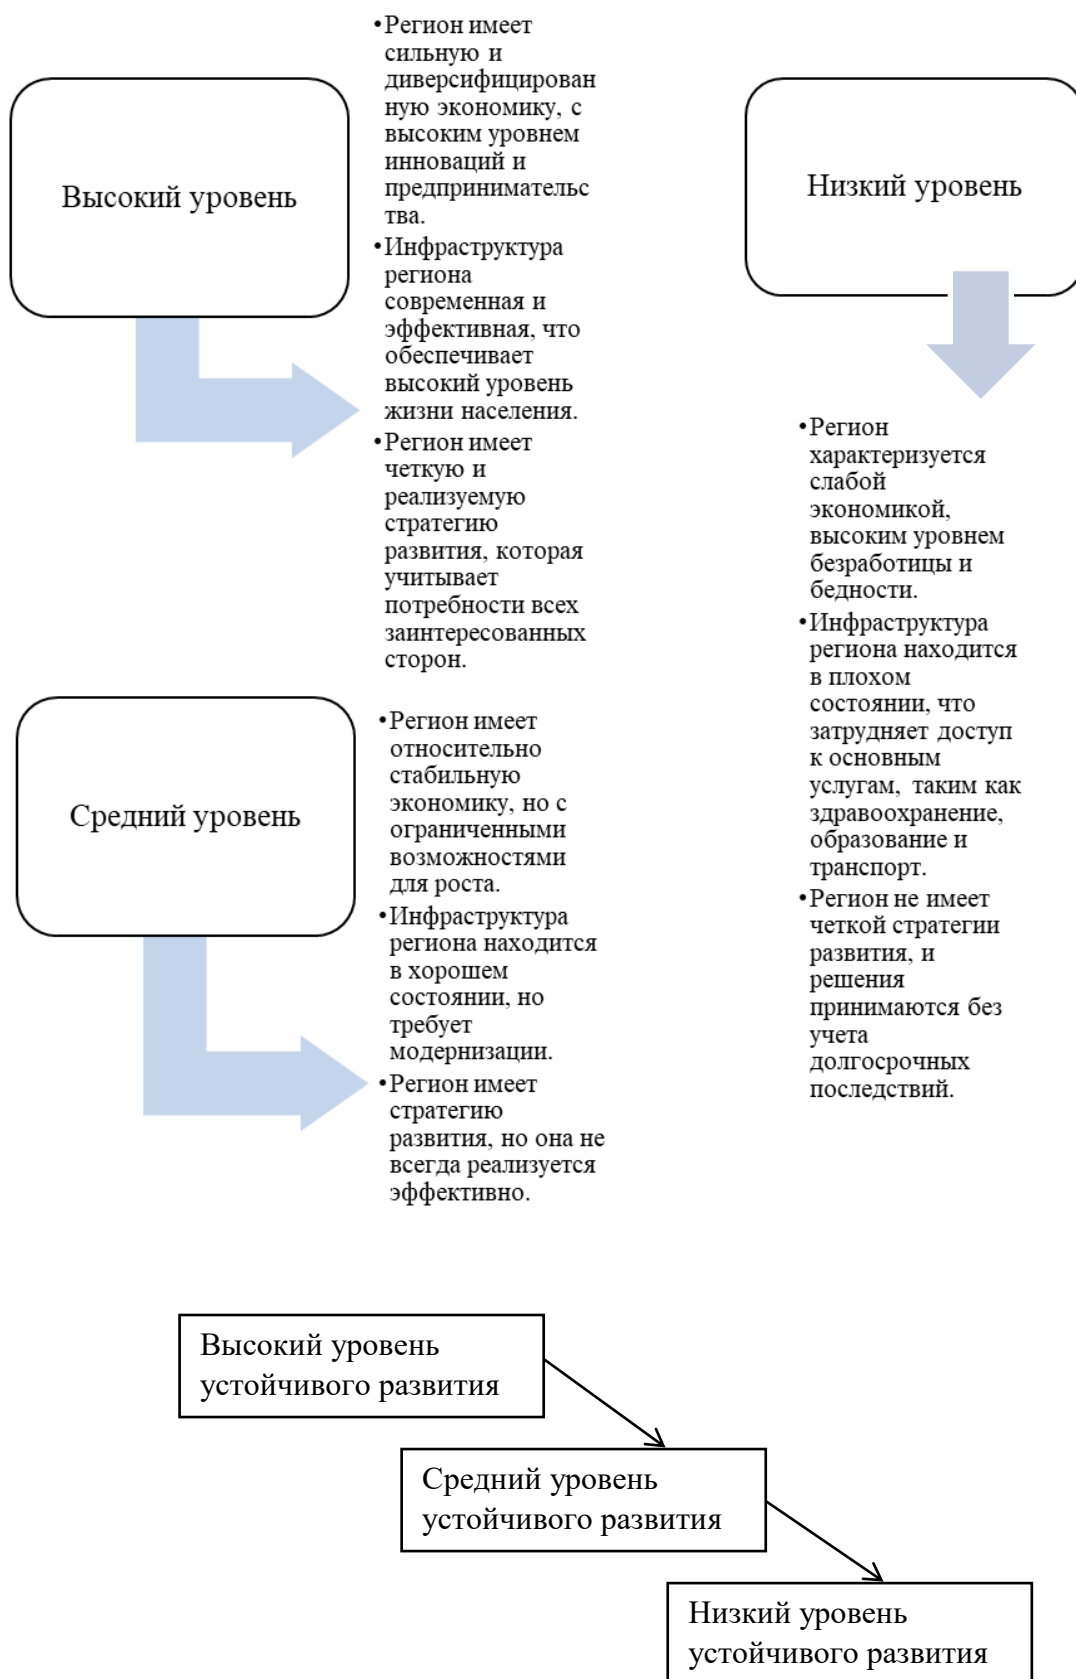 Высокий уровень
•Регион имеет
сильную и
диверсифицирован
ную экономику, с
высоким уровнем
инноваций и
предпринимательс
тва.
•Инфраструктура
региона
современная и
эффективная, что
обеспечивает
высокий уровень
жизни населения.
•Регион имеет
четкую и
реализуемую
стратегию
развития, которая
учитывает
потребности всех
заинтересованных
сторон.
Средний уровень
•Регион имеет
относительно
стабильную
экономику, но с
ограниченными
возможностями
для роста.
•Инфраструктура
региона находится
в хорошем
состоянии, но
требует
модернизации.
•Регион имеет
стратегию
развития, но она не
всегда реализуется
эффективно.
Низкий уровень
•Регион
характеризуется
слабой
экономикой,
высоким уровнем
безработицы и
бедности.
•Инфраструктура
региона находится
в плохом
состоянии, что
затрудняет доступ
к основным
услугам, таким как
здравоохранение,
образование и
транспорт.
•Регион не имеет
четкой стратегии
развития, и
решения
принимаются без
учета
долгосрочных
последствий.
Высокий уровень
устойчивого развития
Средний уровень
устойчивого развития
Низкий уровень
устойчивого развития